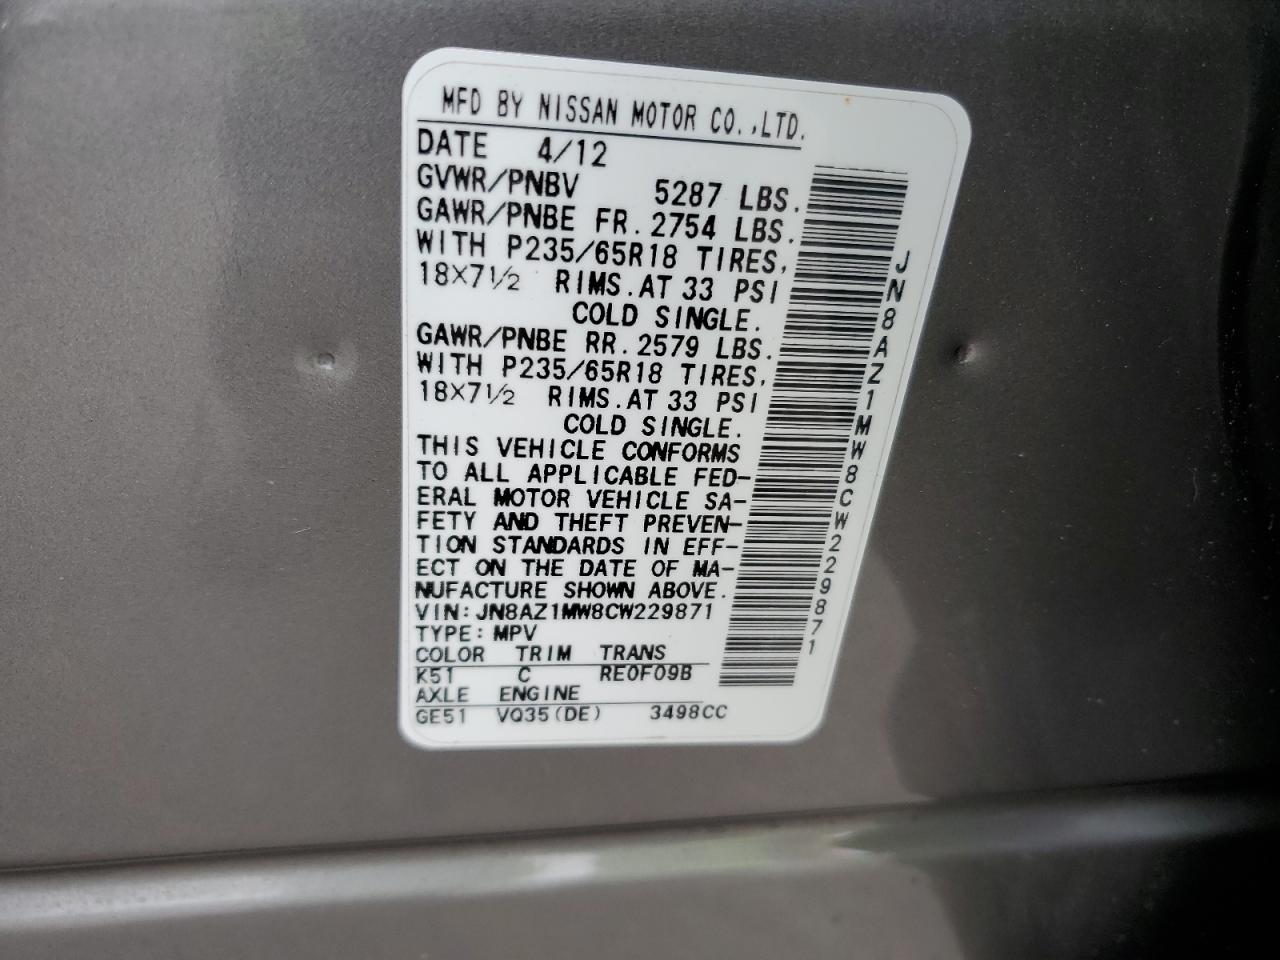 MFD BY NISSAN MOTOR CO.,LTD.
DATE 4/12
GVWR/PNBV 5287 LBS.
GAWR/PNBE FR. 2754 LBS.
WITH P235/65R18 TIRES,
18X7 1/2 RIMS. AT 33 PSI
COLD SINGLE.
GAWR/PNBE RR. 2579 LBS.
WITH P235/65R18 TIRES,
18X7 1/2 RIMS. AT 33 PSI
COLD SINGLE.
THIS VEHICLE CONFORMS
TO ALL APPLICABLE FED-
ERAL MOTOR VEHICLE SA-
FETY AND THEFT PREVEN-
TION STANDARDS IN EFF-
ECT ON THE DATE OF MA-
NUFACTURE SHOWN ABOVE.
VIN: JN8AZ1MW8CW229871
TYPE: MPV
COLOR TRIM TRANS
K51 C RE0F09B
AXLE ENGINE
GE51 VQ35(DE) 3498CC
JN8AZ1MW8CW229871